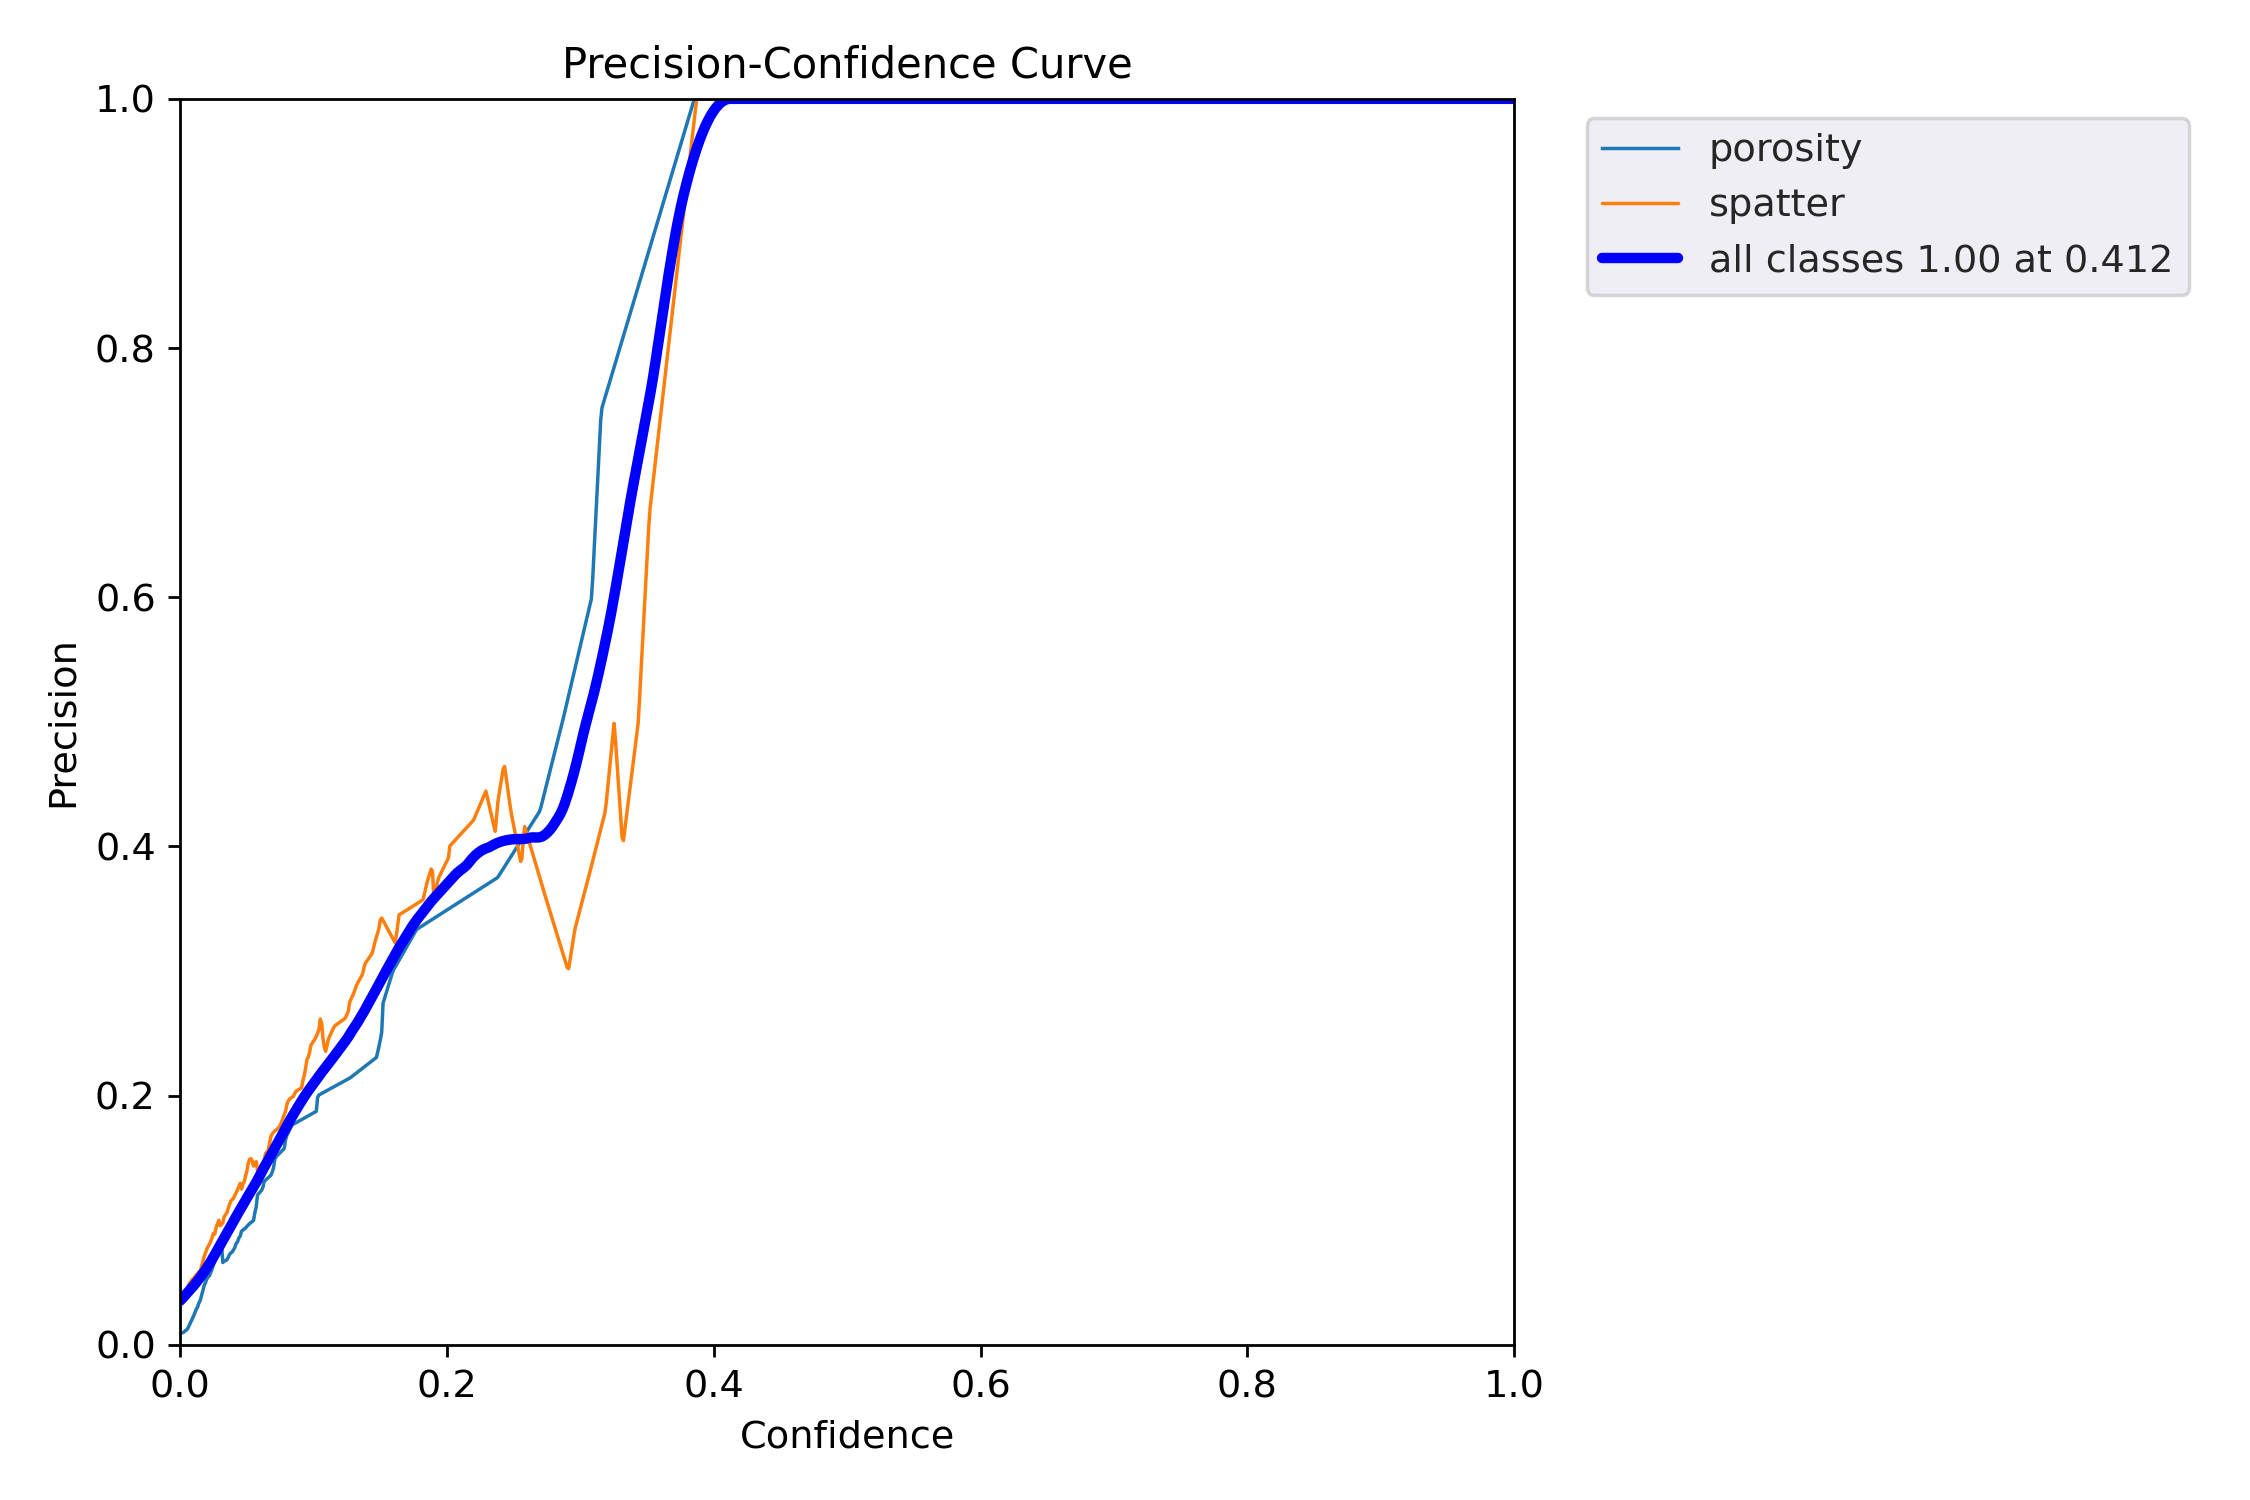 Precision-Confidence Curve
1.0
0.8
0.6
0.4
0.2
0.0
Precision
0.0 0.2 0.4 0.6 0.8 1.0
Confidence
porosity
spatter
all classes 1.00 at 0.412